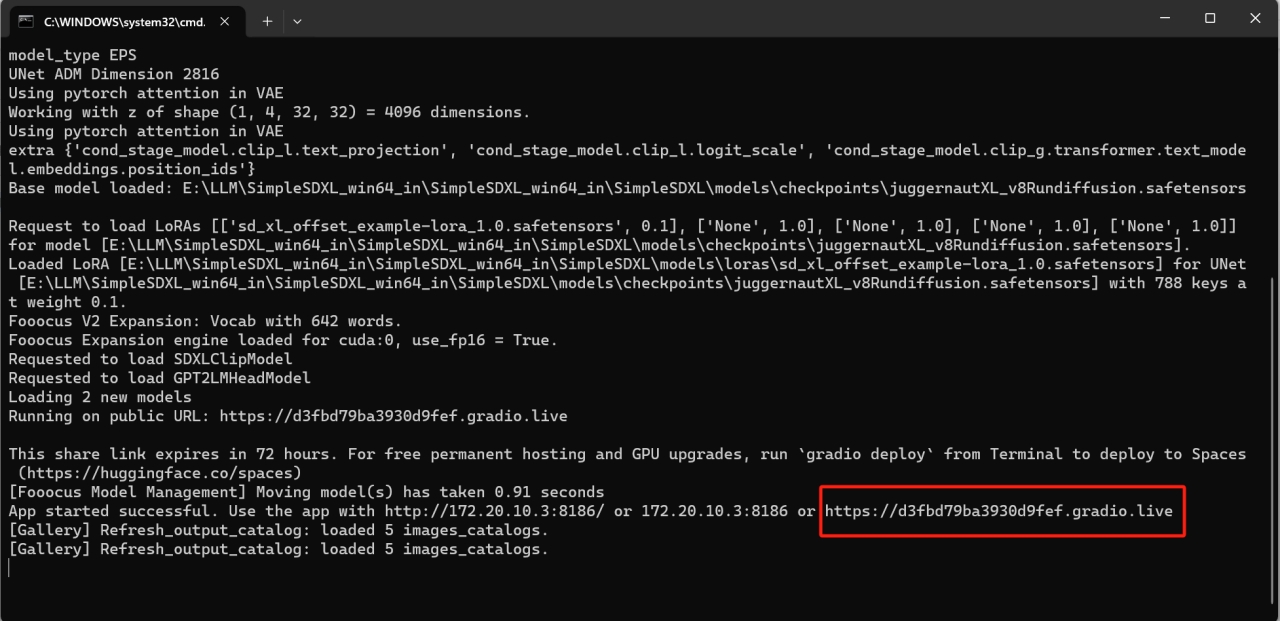 C:\WINDOWS\system32\cmd.
model_type EPS
UNet ADM Dimension 2816
Using pytorch attention in VAE
Working with z of shape (1, 4, 32, 32) = 4096 dimensions.
Using pytorch attention in VAE
extra {'cond_stage_model.clip_l.text_projection', 'cond_stage_model.clip_l.logit_scale', 'cond_stage_model.clip_g.transformer.text_mode
l.embeddings.position_ids'}
Base model loaded: E:\LLM\SimpleSDXL_win64_in\SimpleSDXL_win64_in\SimpleSDXL\models\checkpoints\juggernautXL_v8Rundiffusion.safetensors
Request to load LoRAs [['sd_xl_offset_example-lora_1.0.safetensors', 0.1], ['None', 1.0], ['None', 1.0], ['None', 1.0], ['None', 1.0]]
for model [E:\LLM\SimpleSDXL_win64_in\SimpleSDXL_win64_in\SimpleSDXL\models\checkpoints\juggernautXL_v8Rundiffusion.safetensors].
Loaded LoRA [E:\LLM\SimpleSDXL_win64_in\SimpleSDXL_win64_in\SimpleSDXL\models\loras\sd_xl_offset_example-lora_1.0.safetensors] for UNet
[E:\LLM\SimpleSDXL_win64_in\SimpleSDXL_win64_in\SimpleSDXL\models\checkpoints\juggernautXL_v8Rundiffusion.safetensors] with 788 keys a
t weight 0.1.
Fooocus V2 Expansion: Vocab with 642 words.
Fooocus Expansion engine loaded for cuda:0, use_fp16 = True.
Requested to load SDXLClipModel
Requested to load GPT2LMHeadModel
Loading 2 new models
Running on public URL: https://d3fbd79ba3930d9fef.gradio.live
This share link expires in 72 hours. For free permanent hosting and GPU upgrades, run `gradio deploy` from Terminal to deploy to Spaces
(https://huggingface.co/spaces)
[Fooocus Model Management] Moving model(s) has taken 0.91 seconds
App started successful. Use the app with http://172.20.10.3:8186/ or 172.20.10.3:8186 or https://d3fbd79ba3930d9fef.gradio.live
[Gallery] Refresh_output_catalog: loaded 5 images_catalogs.
[Gallery] Refresh_output_catalog: loaded 5 images_catalogs.